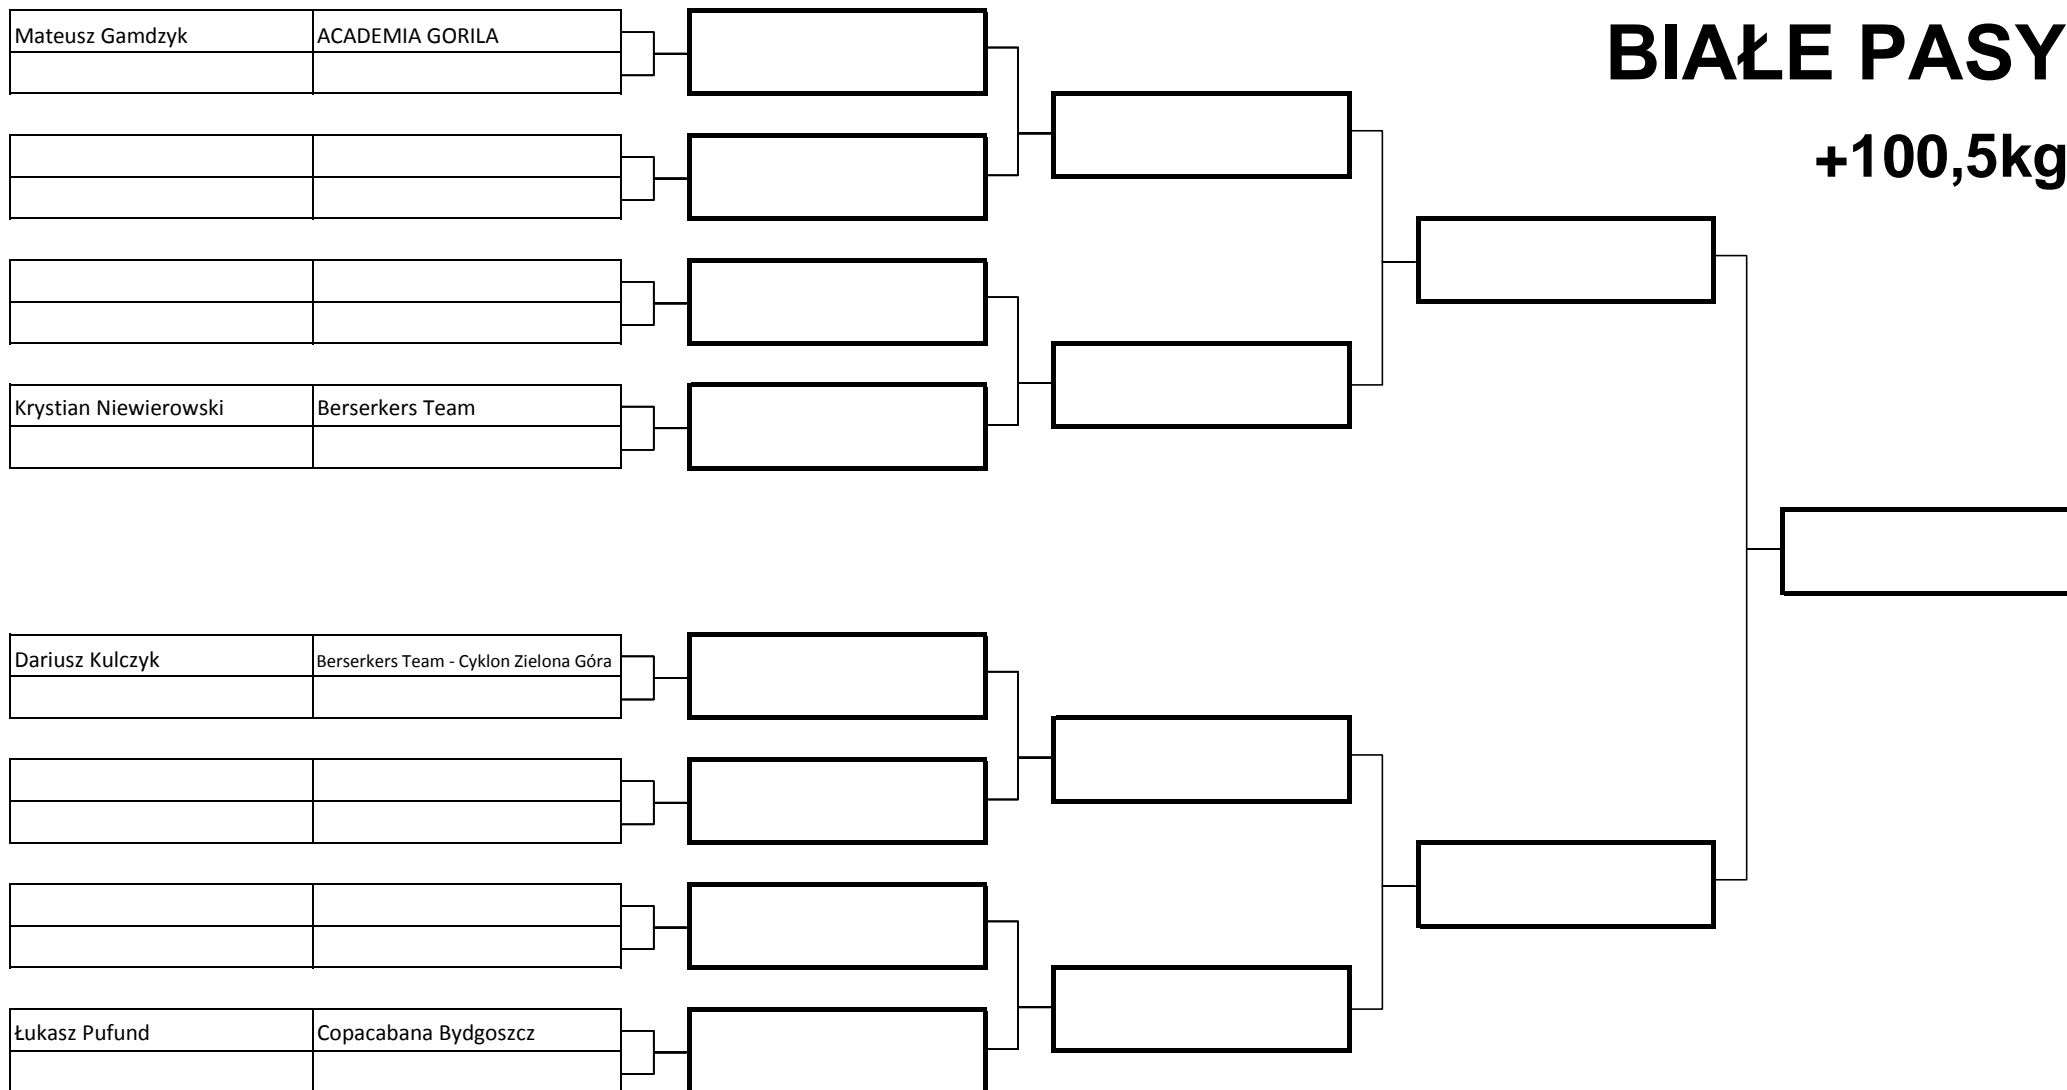 BIAŁE PASY
+100,5kg
Mateusz Gamdzyk ACADEMIA GORILA
Krystian Niewierowski Berserkers Team
Dariusz Kulczyk Berserkers Team - Cyklon Zielona Góra
Łukasz Pufund Copacabana Bydgoszcz